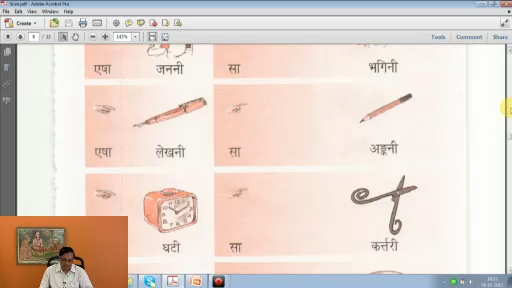 Scan.pdf - Adobe Acrobat Pro
File Edit View Window Help
Create
9 / 22
143%
Tools Comment Share
एषा जननी सा भगिनी
एषा लेखनी सा अङ्कनी
घटी सा कर्त्तरी